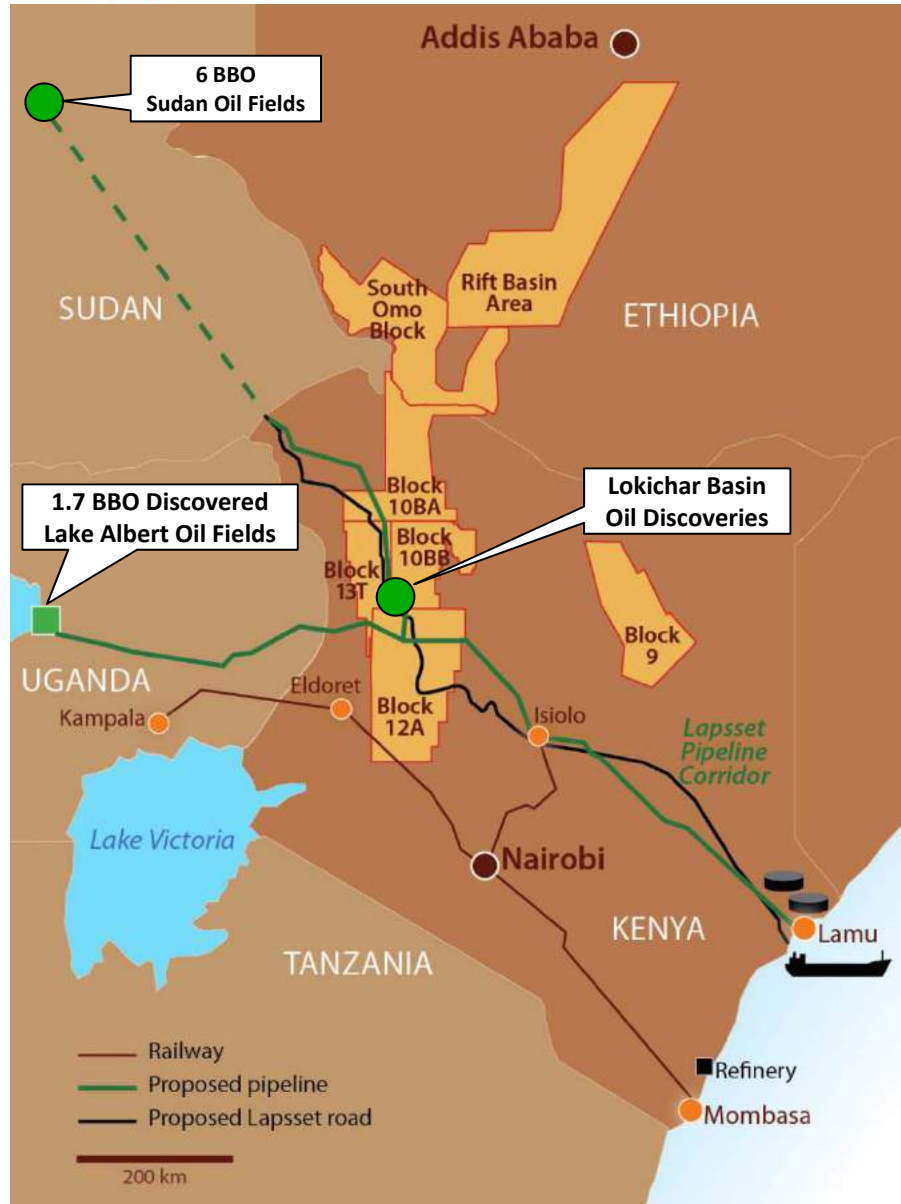 Addis Ababa
6 BBO
Sudan Oil Fields
SUDAN
South
Omo
Block
Rift Basin
Area
ETHIOPIA
1.7 BBO Discovered
Lake Albert Oil Fields
Block
10BA
Lokichar Basin
Oil Discoveries
Block
10BB
Block
13T
Block
9
UGANDA
Kampala
Eldoret
Block
12A
Isiolo
Lapsset
Pipeline
Corridor
Lake Victoria
Nairobi
KENYA
Lamu
TANZANIA
Railway
Proposed pipeline
Proposed Lapsset road
200 km
Refinery
Mombasa